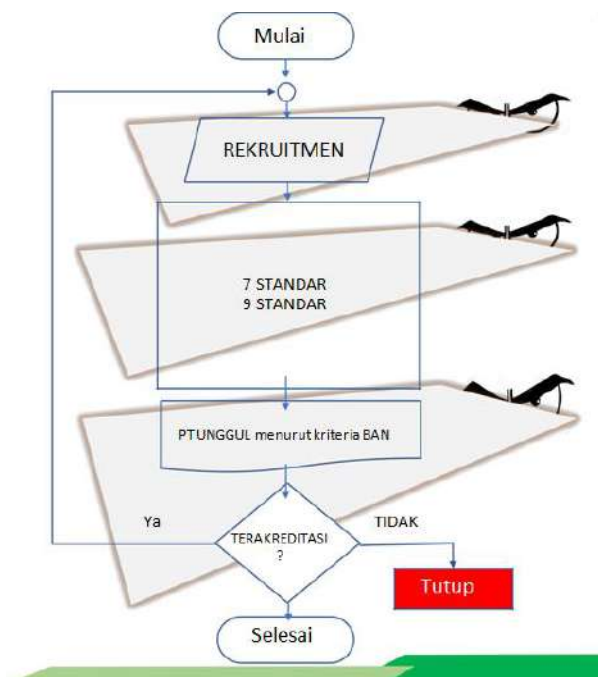 Mulai
REKRUITMEN
7 STANDAR
9 STANDAR
PTUNGGUL menurut kriteria BAN
Ya
TERAKREDITASI
?
TIDAK
Tutup
Selesai